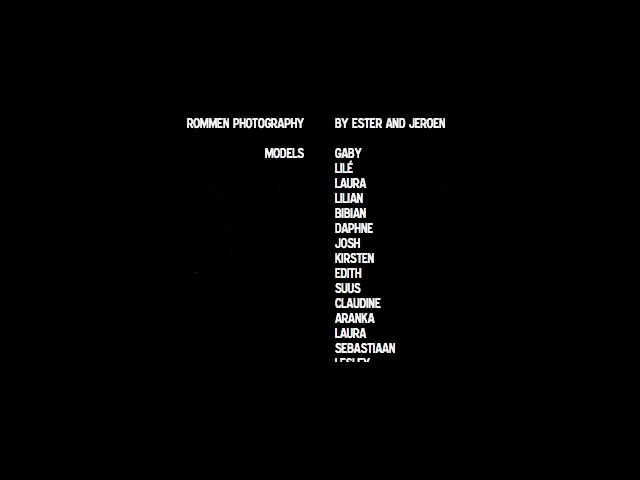 ROMMEN PHOTOGRAPHY BY ESTER AND JEROEN
MODELS GABY
LILÉ
LAURA
LILIAN
BIBIAN
DAPHNE
JOSH
KIRSTEN
EDITH
SUUS
CLAUDINE
ARANKA
LAURA
SEBASTIAAN
LESLEY